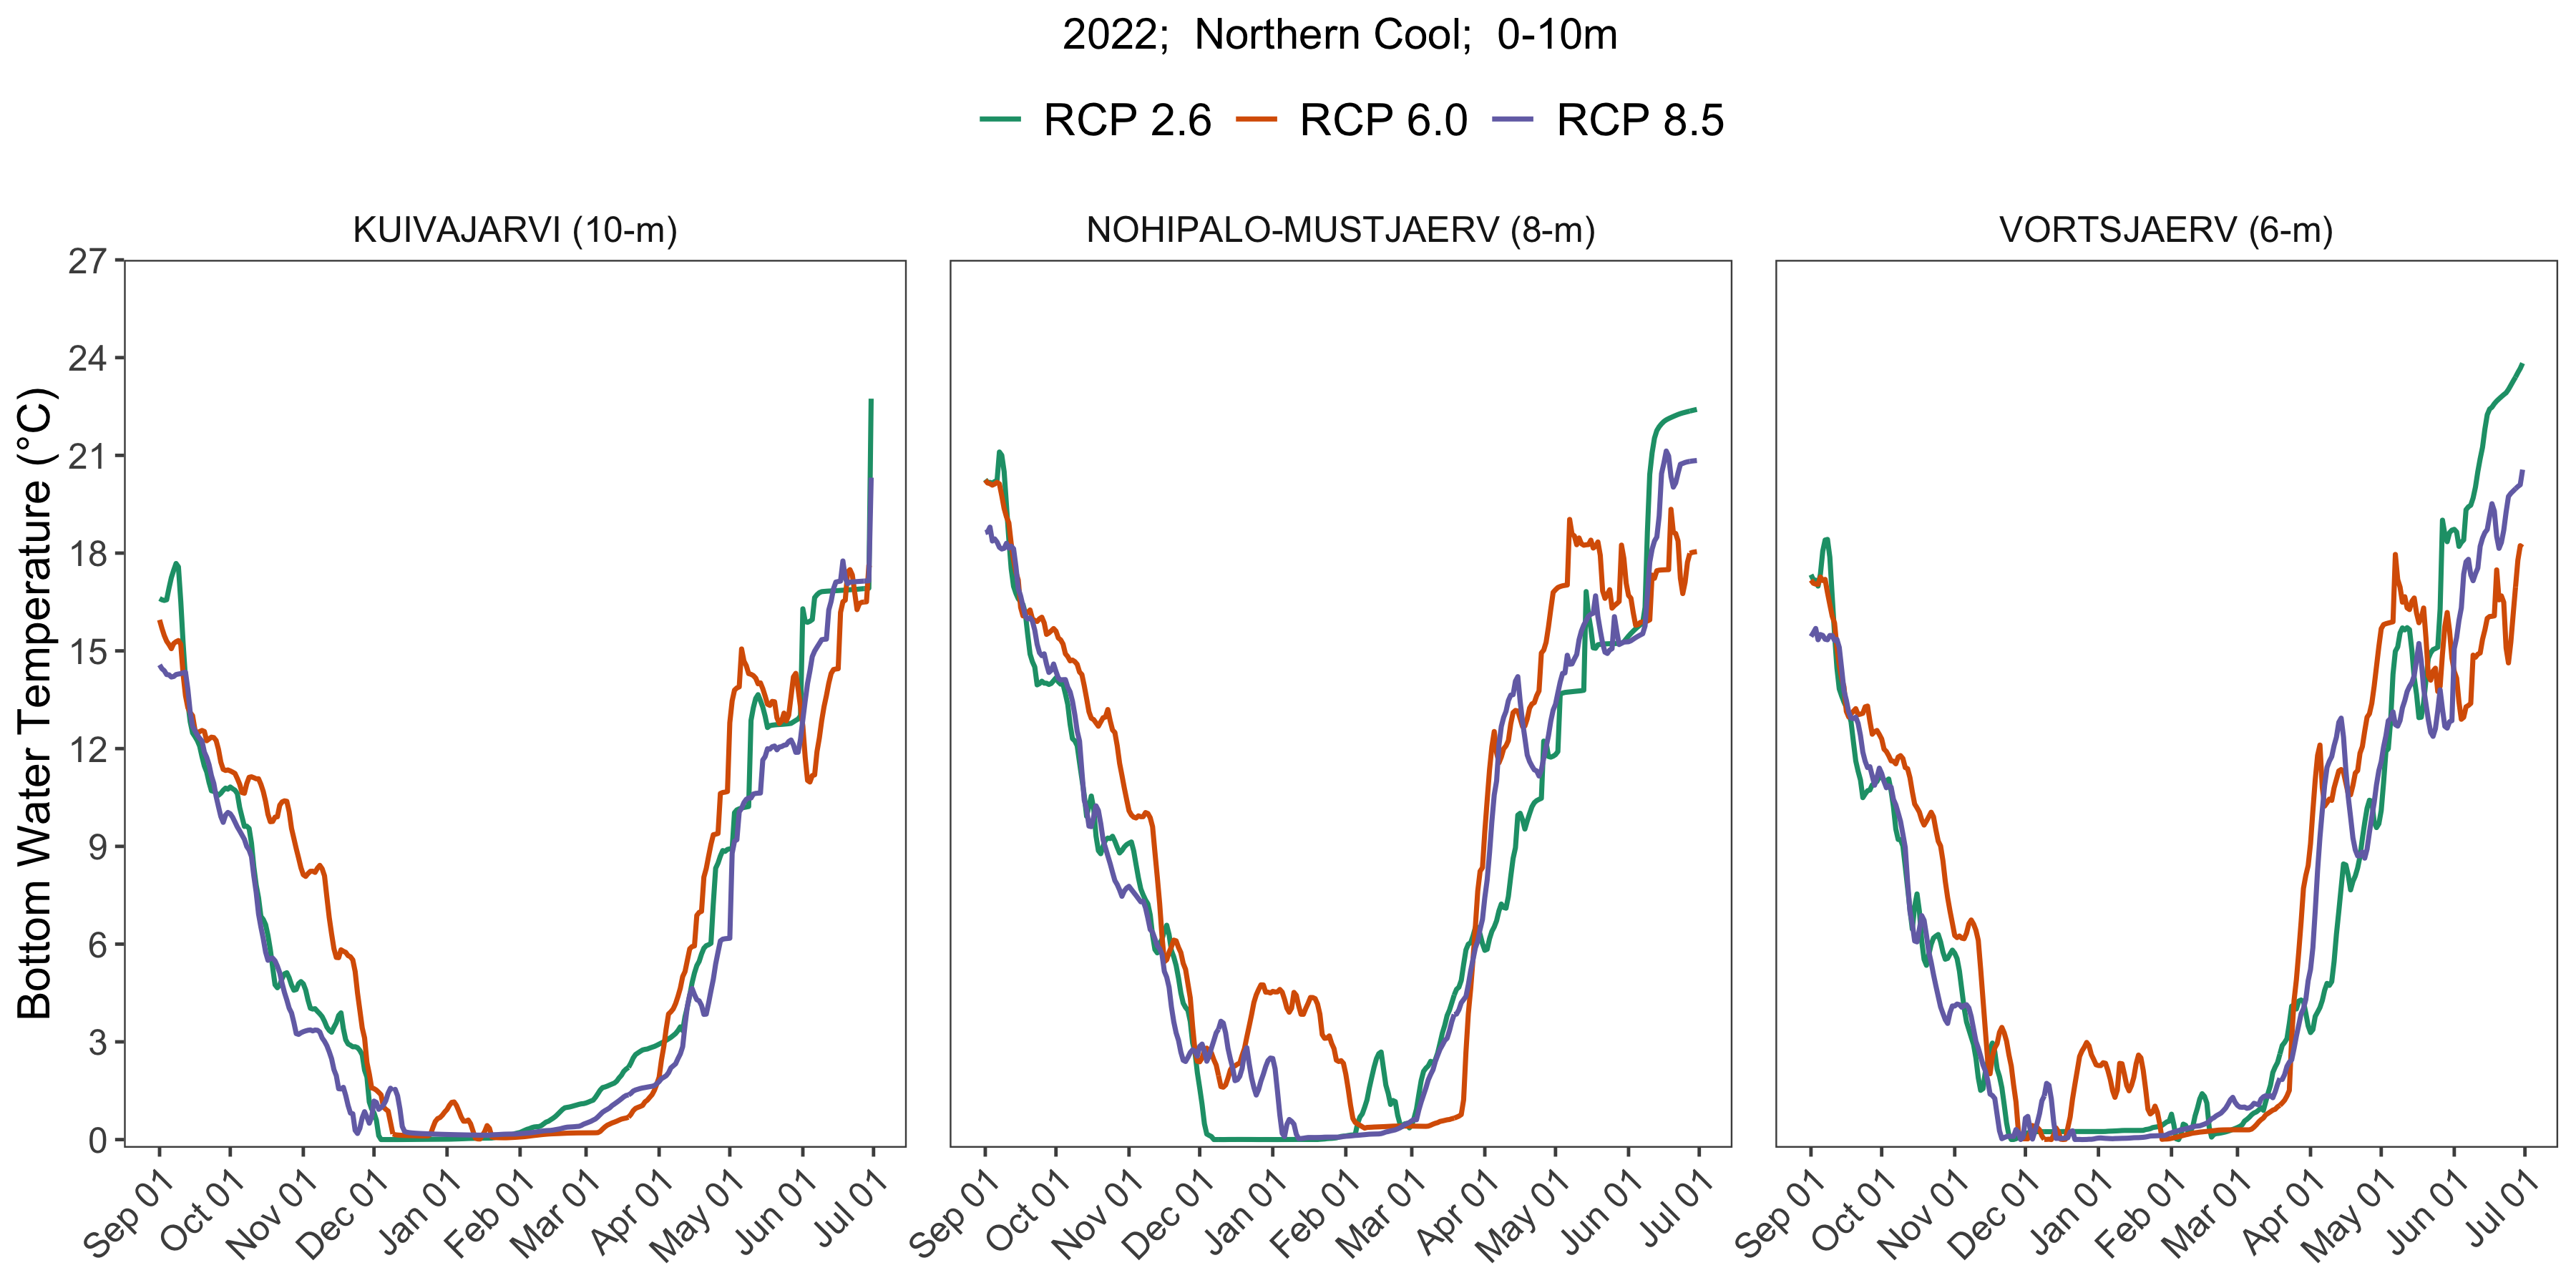 2022;  Northern Cool;  0-10m
RCP 2.6 RCP 6.0 RCP 8.5
KUIVAJARVI (10-m) NOHIPALO-MUSTJAERV (8-m) VORTSJAERV (6-m)
Bottom Water Temperature (°C)
27
24
21
18
15
12
9
6
3
0
Sep 01 Oct 01 Nov 01 Dec 01 Jan 01 Feb 01 Mar 01 Apr 01 May 01 Jun 01 Jul 01 Sep 01 Oct 01 Nov 01 Dec 01 Jan 01 Feb 01 Mar 01 Apr 01 May 01 Jun 01 Jul 01 Sep 01 Oct 01 Nov 01 Dec 01 Jan 01 Feb 01 Mar 01 Apr 01 May 01 Jun 01 Jul 01